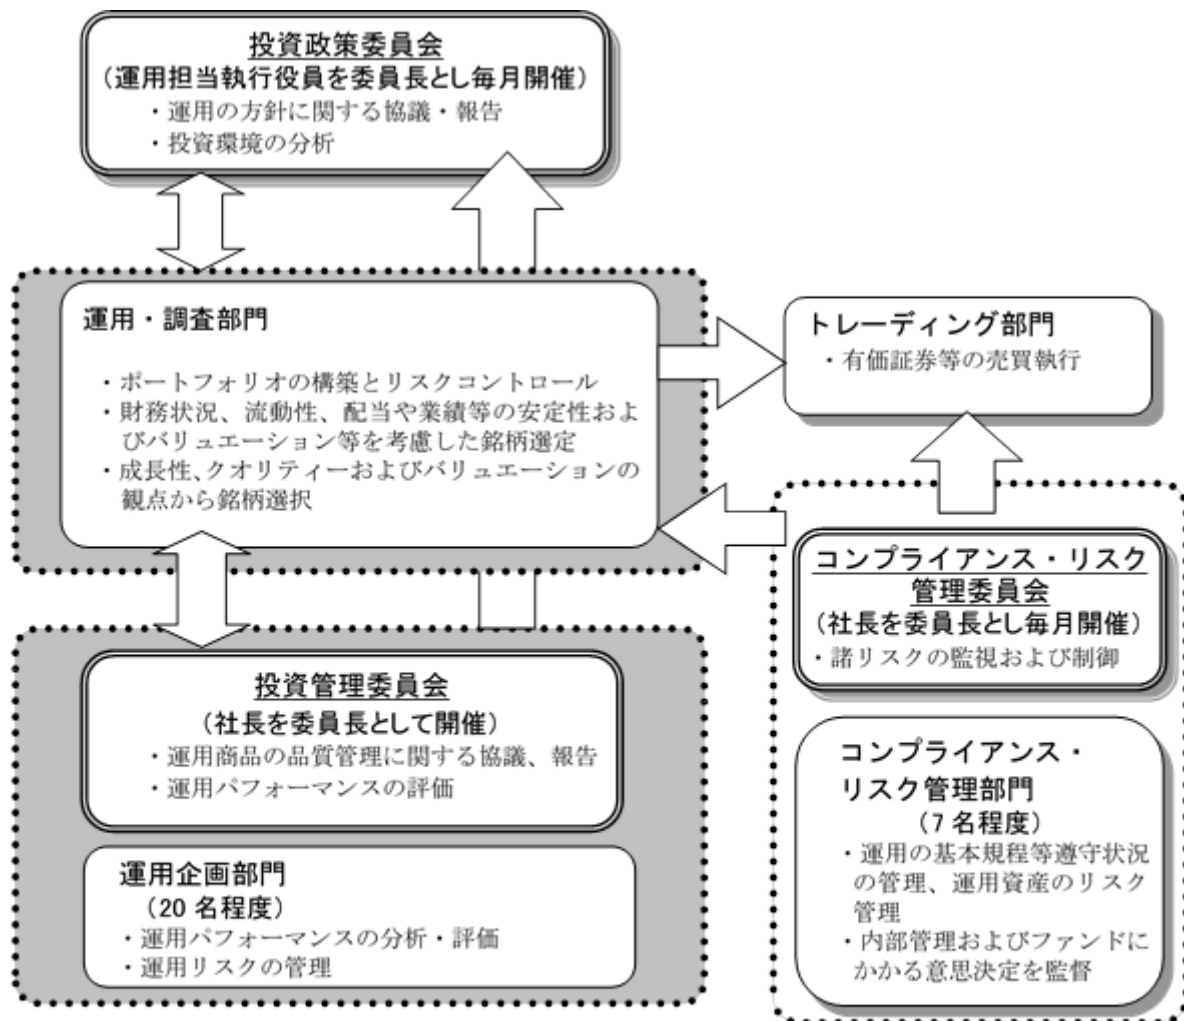 投資政策委員会
(運用担当執行役員を委員長とし毎月開催)
・運用の方針に関する協議・報告
・投資環境の分析
運用・調査部門
・ポートフォリオの構築とリスクコントロール
・財務状況、流動性、配当や業績等の安定性およ
びバリュエーション等を考慮した銘柄選定
・成長性、クオリティーおよびバリュエーションの
観点から銘柄選択
トレーディング部門
・有価証券等の売買執行
コンプライアンス・リスク
管理委員会
(社長を委員長とし毎月開催)
・諸リスクの監視および制御
投資管理委員会
(社長を委員長として開催)
・運用商品の品質管理に関する協議、報告
・運用パフォーマンスの評価
運用企画部門
(20 名程度)
・運用パフォーマンスの分析・評価
・運用リスクの管理
コンプライアンス・
リスク管理部門
(7 名程度)
・運用の基本規程等遵守状況
の管理、運用資産のリスク
管理
・内部管理およびファンドに
かかる意思決定を監督